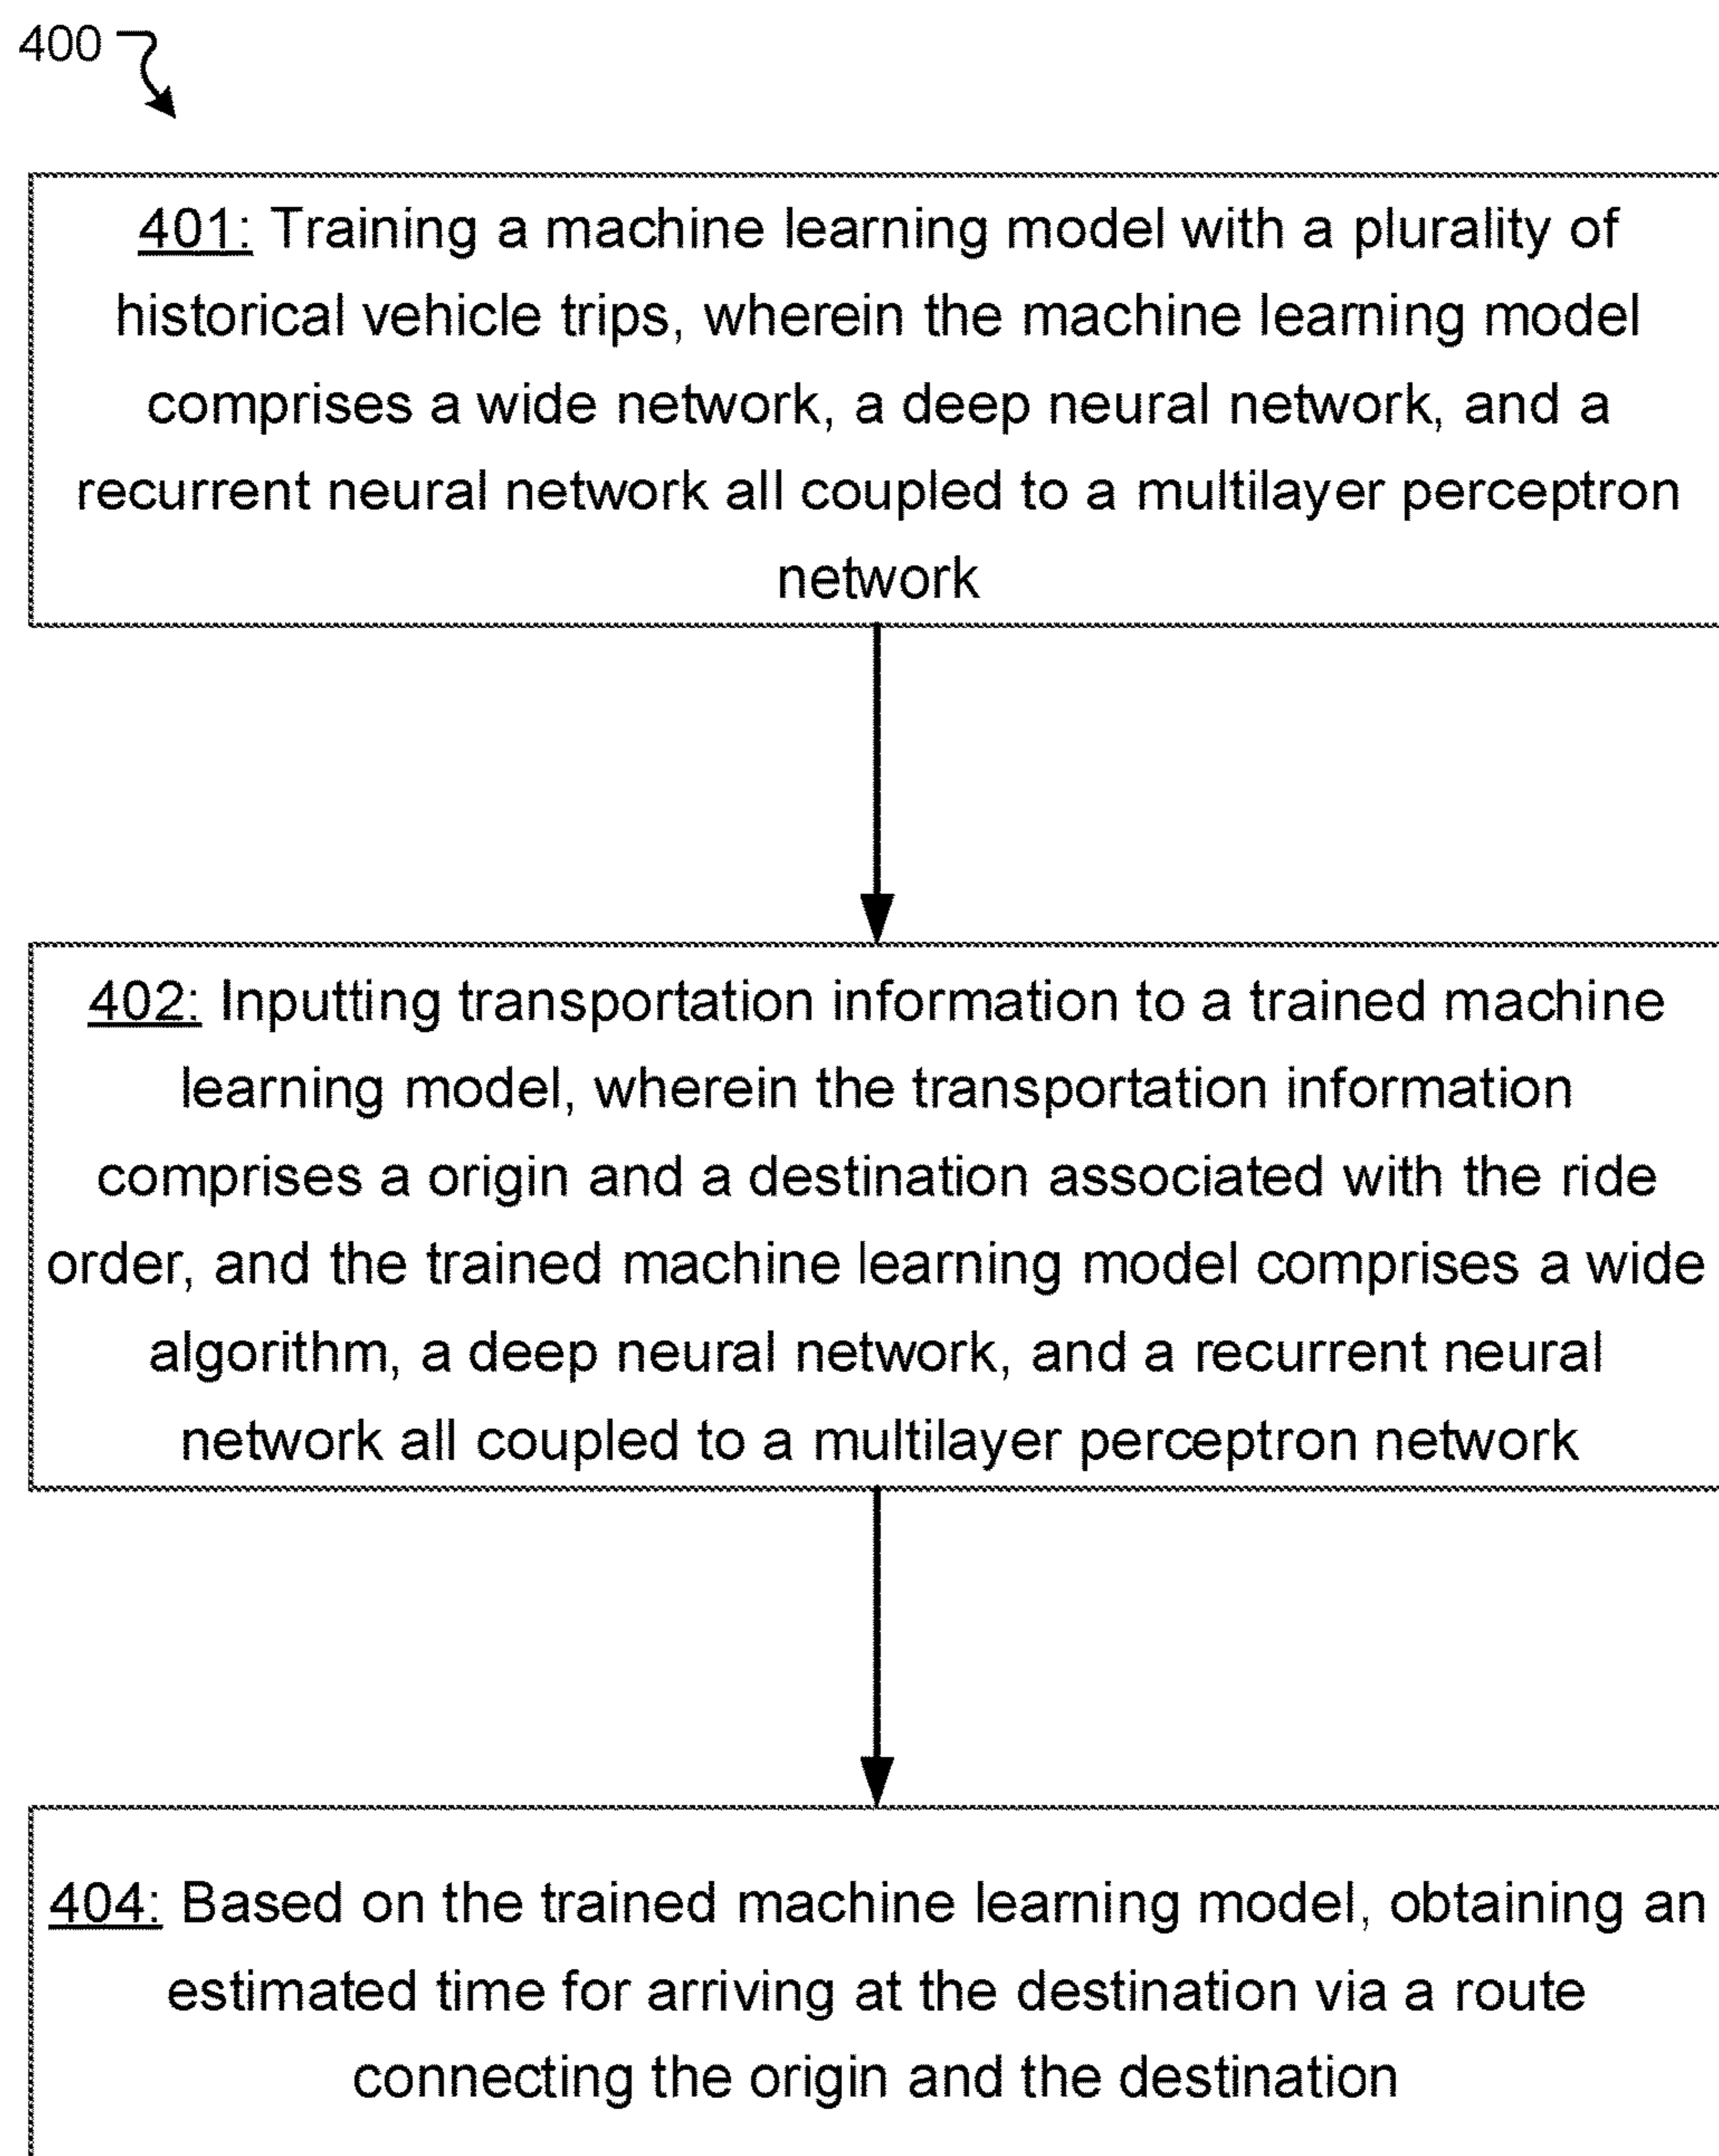 400
401: Training a machine learning model with a plurality of
historical vehicle trips, wherein the machine learning model
comprises a wide network, a deep neural network, and a
recurrent neural network all coupled to a multilayer perceptron
network
402: Inputting transportation information to a trained machine
learning model, wherein the transportation information
comprises a origin and a destination associated with the ride
order, and the trained machine learning model comprises a wide
algorithm, a deep neural network, and a recurrent neural
network all coupled to a multilayer perceptron network
404: Based on the trained machine learning model, obtaining an
estimated time for arriving at the destination via a route
connecting the origin and the destination